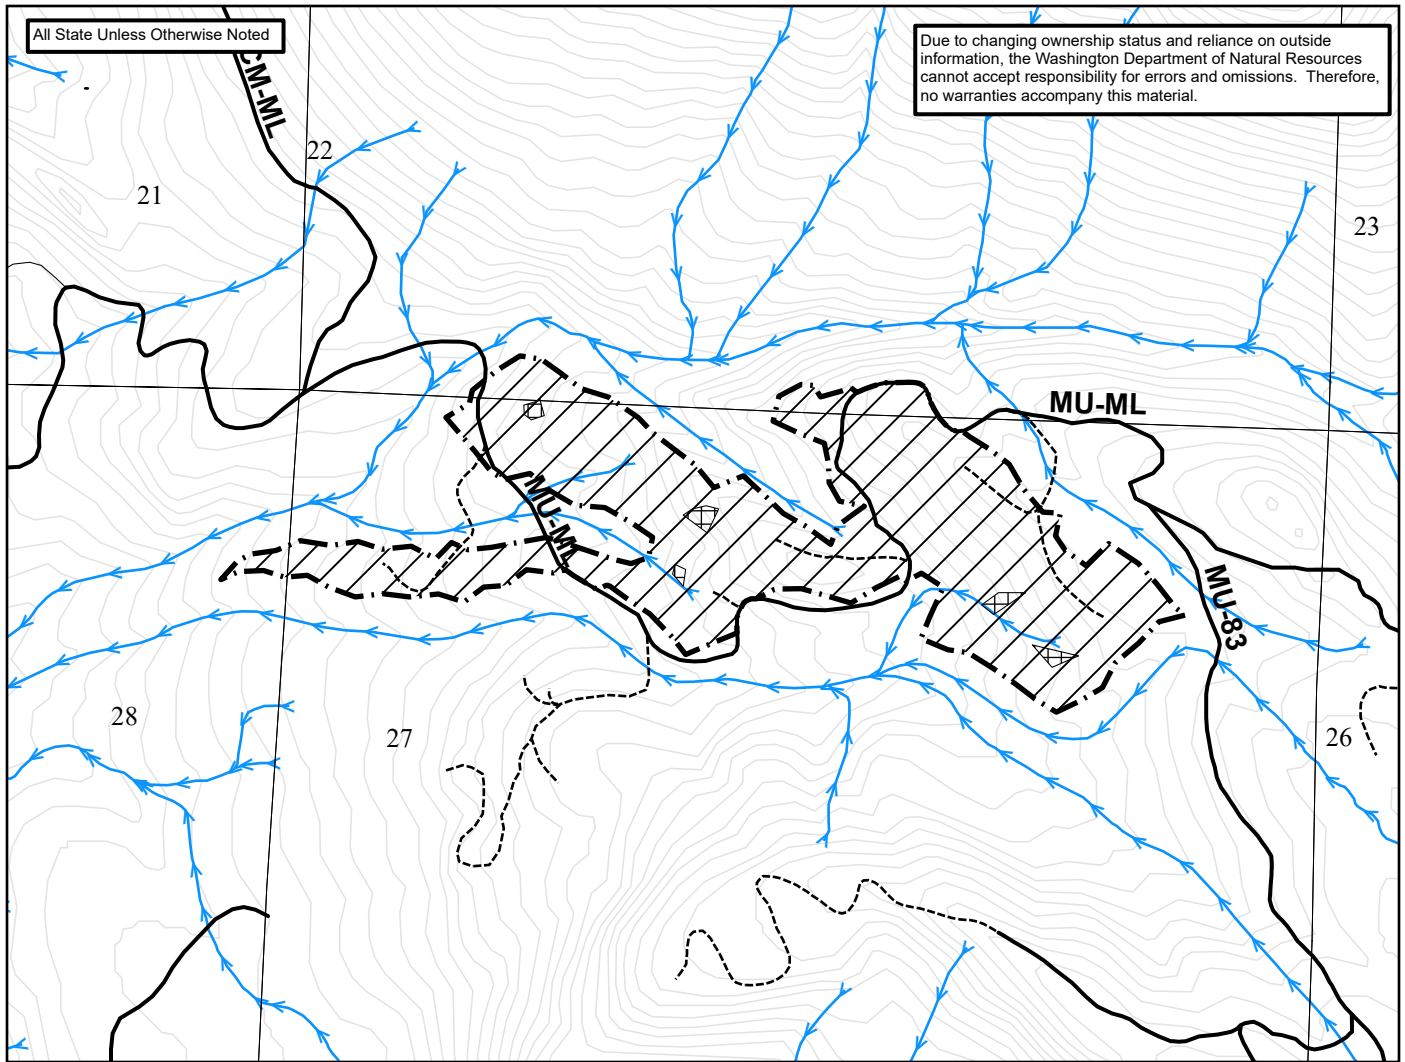 All State Unless Otherwise Noted
Due to changing ownership status and reliance on outside
information, the Washington Department of Natural Resources
cannot accept responsibility for errors and omissions.  Therefore,
no warranties accompany this material.
CM-ML
22
21
23
MU-ML
MU-ML
MU-83
28
27
26